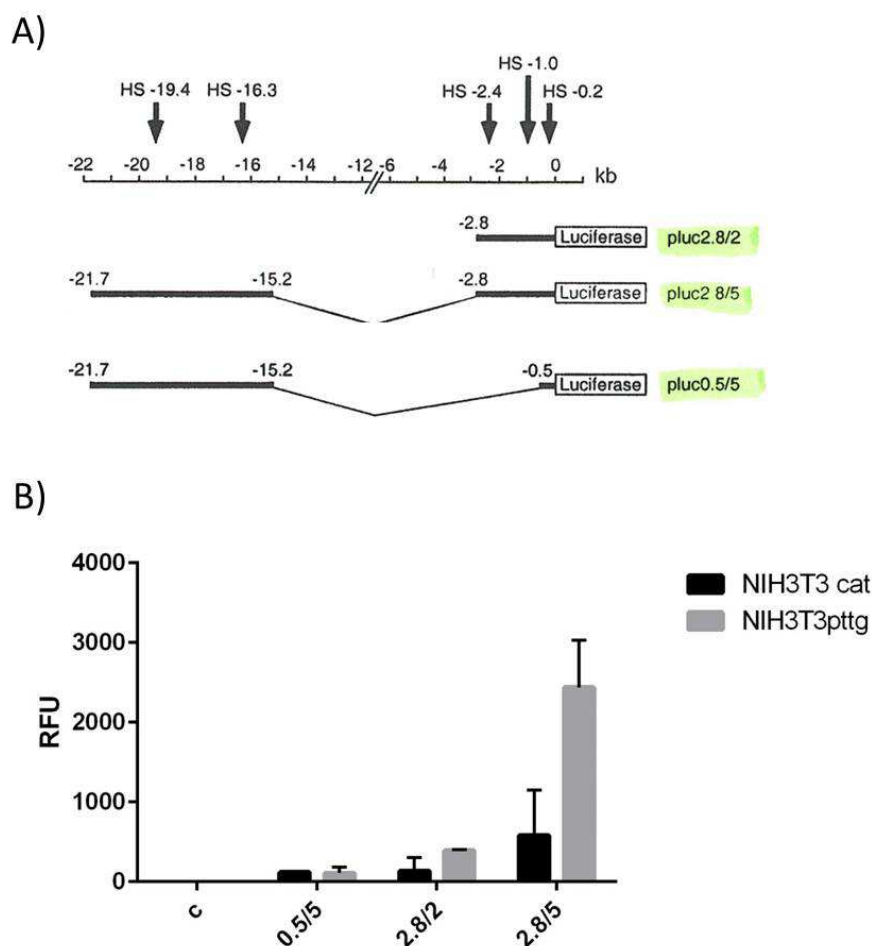 A)
HS -1.0
HS -19.4 HS -16.3 HS -2.4 HS -0.2
-22 -20 -18 -16 -14 -12 -6 -4 -2 0 kb
-2.8 Luciferase pluc2.8/2
-21.7 -15.2 -2.8 Luciferase pluc2 8/5
-21.7 -15.2 -0.5 Luciferase pluc0.5/5
B)
4000
3000
2000
1000
0
RFU
NIH3T3 cat
NIH3T3pttg
c 0.5/5 2.8/2 2.8/5